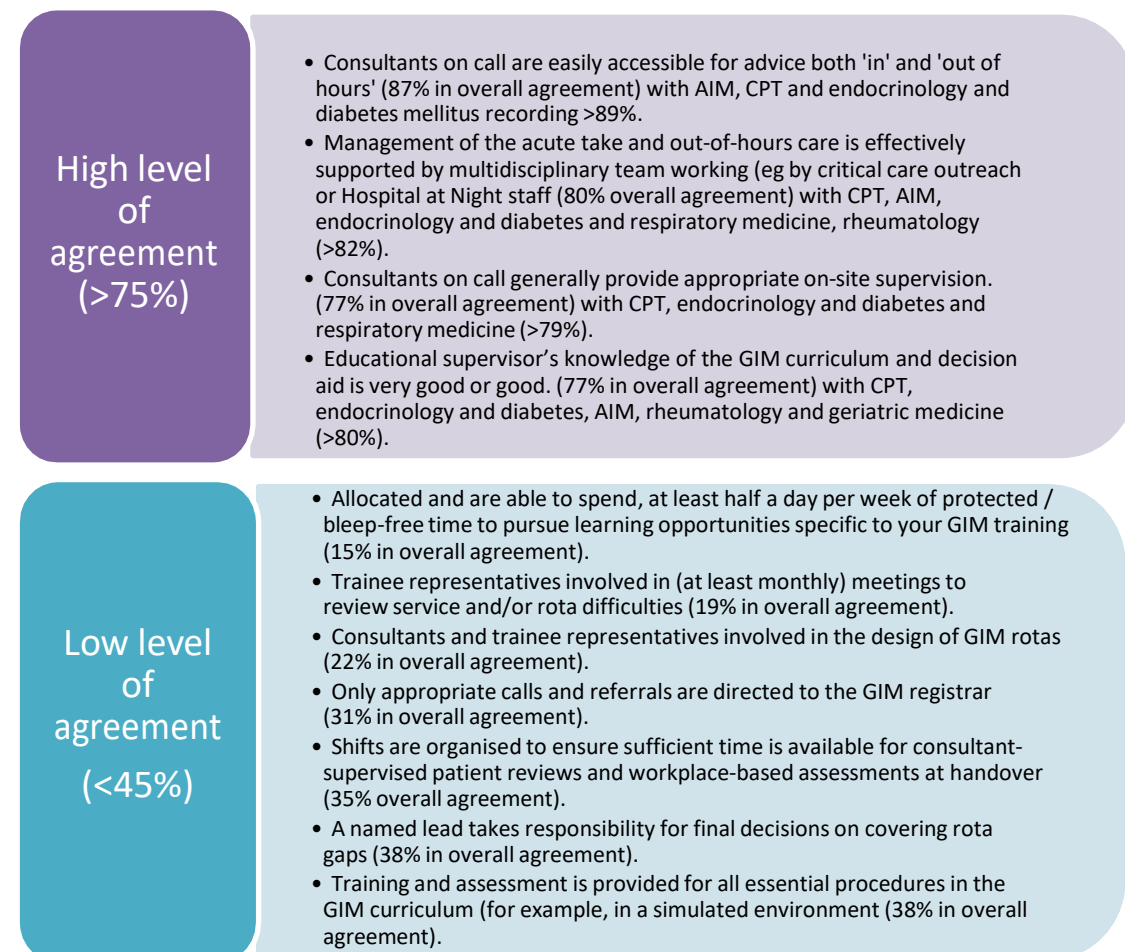 High level
of
agreement
(>75%)
• Consultants on call are easily accessible for advice both 'in' and 'out of
hours' (87% in overall agreement) with AIM, CPT and endocrinology and
diabetes mellitus recording >89%.
• Management of the acute take and out-of-hours care is effectively
supported by multidisciplinary team working (eg by critical care outreach
or Hospital at Night staff (80% overall agreement) with CPT, AIM,
endocrinology and diabetes and respiratory medicine, rheumatology
(>82%).
• Consultants on call generally provide appropriate on-site supervision.
(77% in overall agreement) with CPT, endocrinology and diabetes and
respiratory medicine (>79%).
• Educational supervisor’s knowledge of the GIM curriculum and decision
aid is very good or good. (77% in overall agreement) with CPT,
endocrinology and diabetes, AIM, rheumatology and geriatric medicine
(>80%).
Low level
of
agreement
(<45%)
• Allocated and are able to spend, at least half a day per week of protected /
bleep-free time to pursue learning opportunities specific to your GIM training
(15% in overall agreement).
• Trainee representatives involved in (at least monthly) meetings to
review service and/or rota difficulties (19% in overall agreement).
• Consultants and trainee representatives involved in the design of GIM rotas
(22% in overall agreement).
• Only appropriate calls and referrals are directed to the GIM registrar
(31% in overall agreement).
• Shifts are organised to ensure sufficient time is available for consultant-
supervised patient reviews and workplace-based assessments at handover
(35% overall agreement).
• A named lead takes responsibility for final decisions on covering rota
gaps (38% in overall agreement).
• Training and assessment is provided for all essential procedures in the
GIM curriculum (for example, in a simulated environment (38% in overall
agreement).